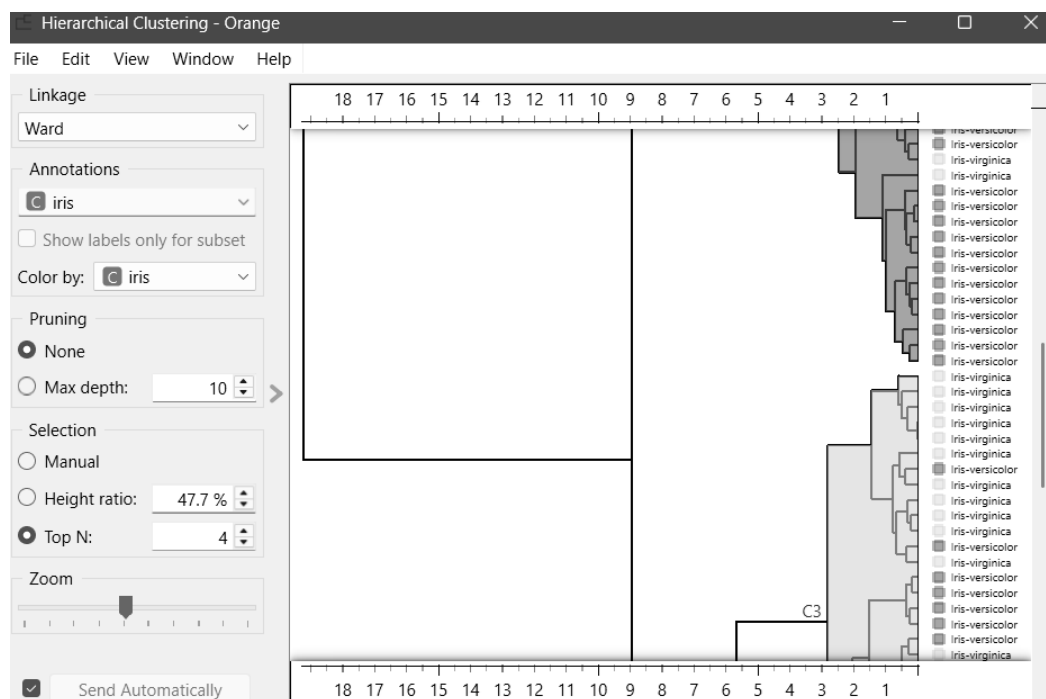 Hierarchical Clustering - Orange
File Edit View Window Help
Linkage
Ward
Annotations
C iris
Show labels only for subset
Color by: C iris
Pruning
None
Max depth: 10
Selection
Manual
Height ratio: 47.7 %
Top N: 4
Zoom
Send Automatically
18 17 16 15 14 13 12 11 10 9 8 7 6 5 4 3 2 1
Iris-versicolor
Iris-versicolor
Iris-virginica
Iris-virginica
Iris-versicolor
Iris-versicolor
Iris-versicolor
Iris-versicolor
Iris-versicolor
Iris-versicolor
Iris-versicolor
Iris-versicolor
Iris-versicolor
Iris-versicolor
Iris-versicolor
Iris-versicolor
Iris-virginica
Iris-virginica
Iris-virginica
Iris-virginica
Iris-virginica
Iris-virginica
Iris-versicolor
Iris-virginica
Iris-virginica
Iris-virginica
Iris-virginica
Iris-versicolor
Iris-virginica
Iris-versicolor
Iris-versicolor
Iris-versicolor
Iris-versicolor
Iris-versicolor
Iris-virginica
C3
18 17 16 15 14 13 12 11 10 9 8 7 6 5 4 3 2 1